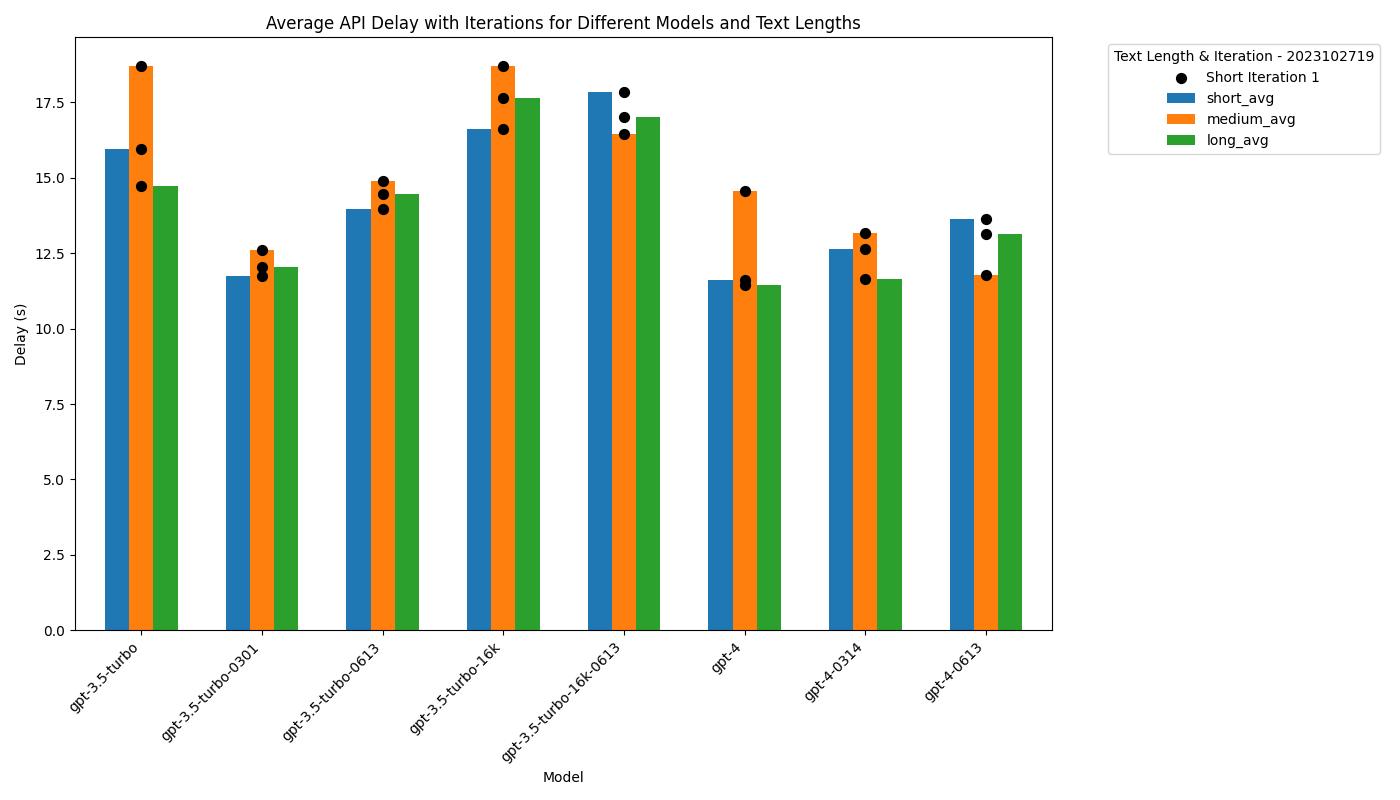 Average API Delay with Iterations for Different Models and Text Lengths
Text Length & Iteration - 2023102719
Short Iteration 1
short_avg
medium_avg
long_avg
Delay (s)
17.5
15.0
12.5
10.0
7.5
5.0
2.5
0.0
gpt-3.5-turbo
gpt-3.5-turbo-0301
gpt-3.5-turbo-0613
gpt-3.5-turbo-16k
gpt-3.5-turbo-16k-0613
gpt-4
gpt-4-0314
gpt-4-0613
Model